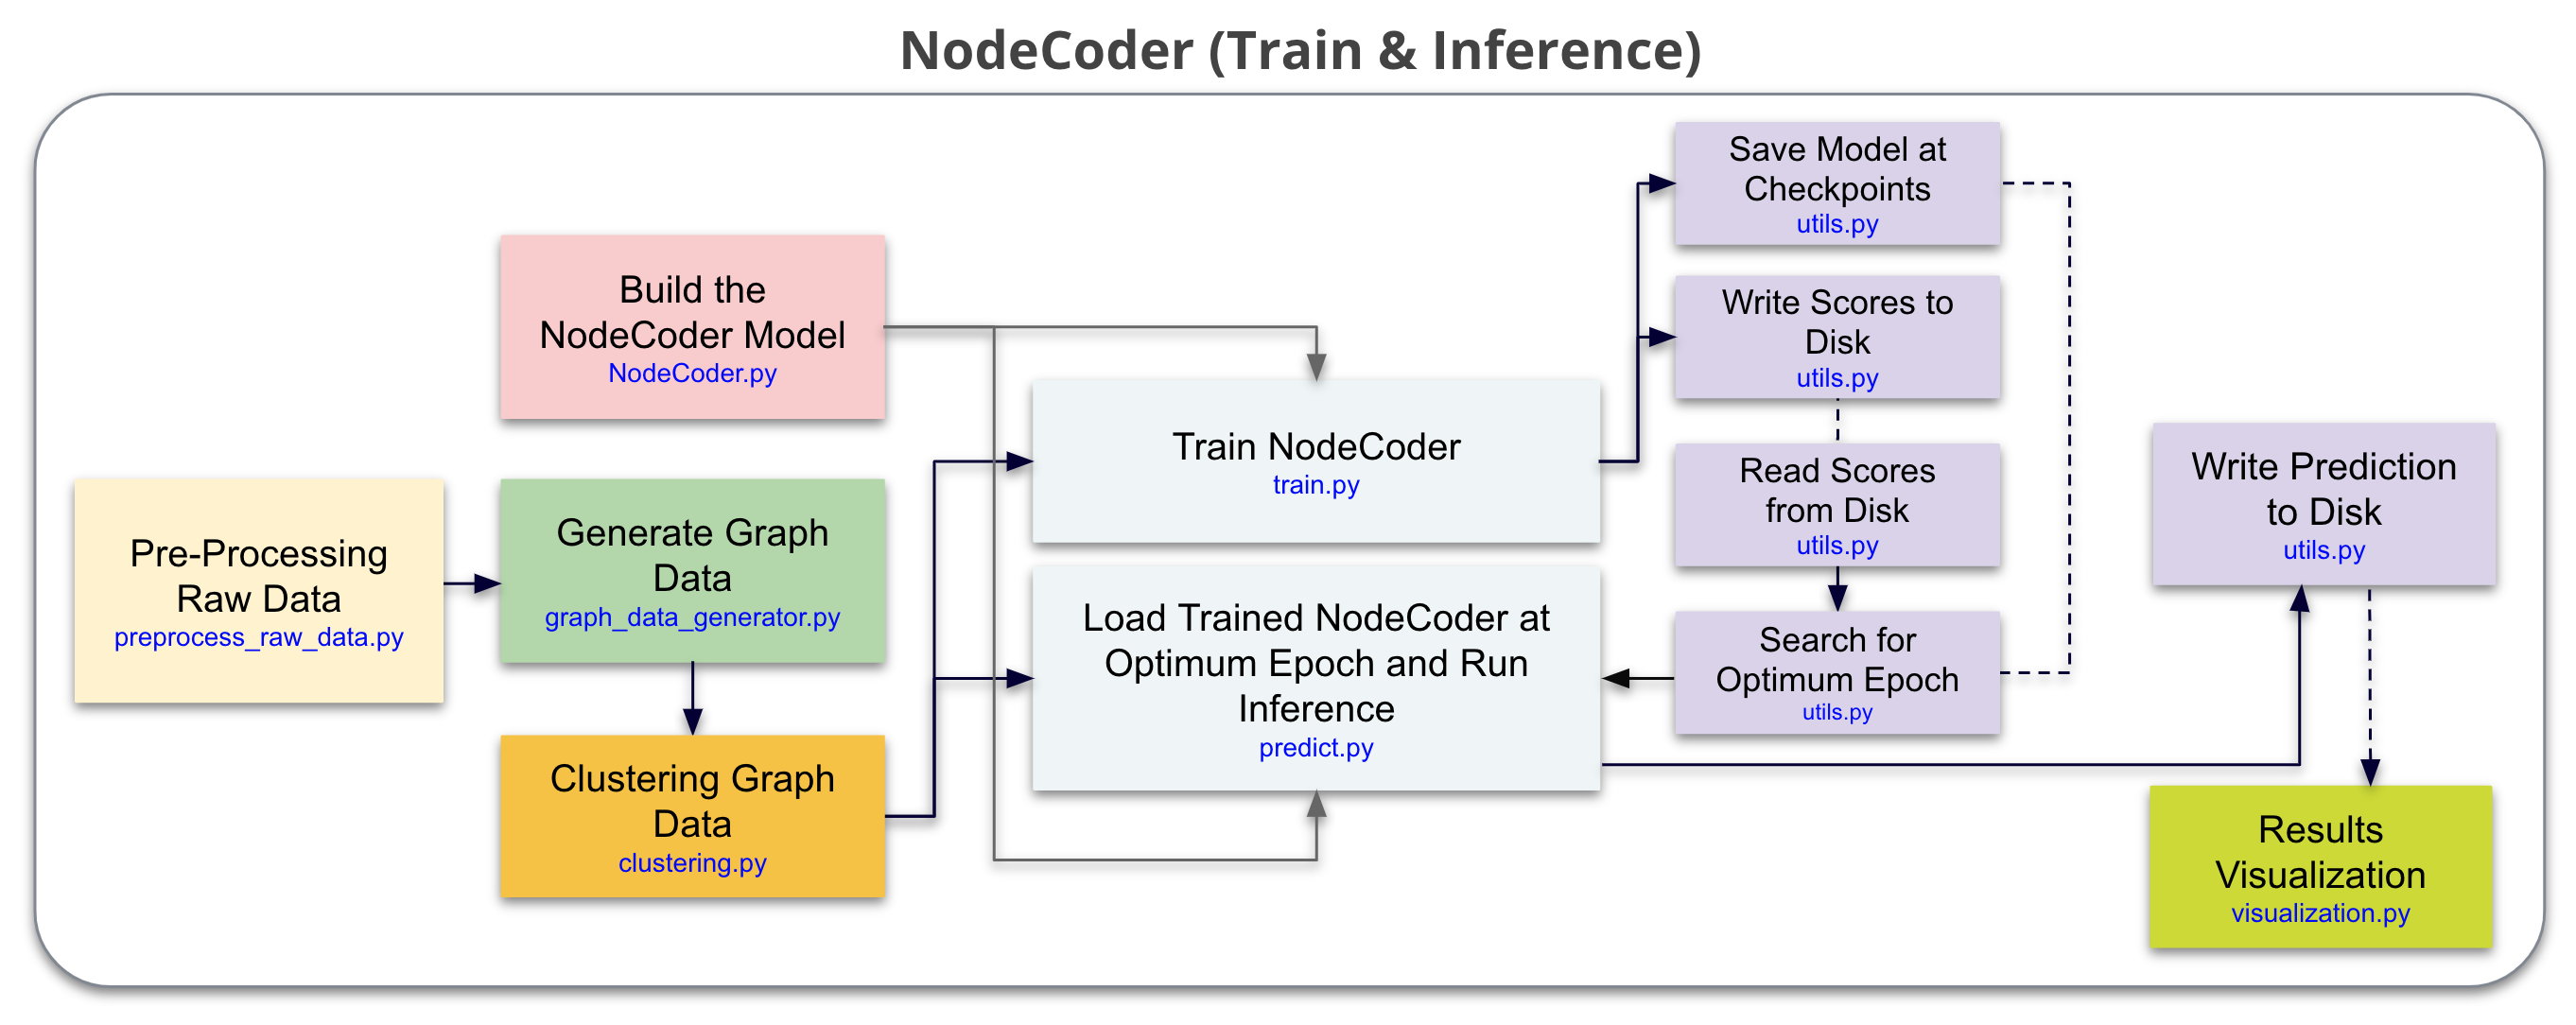 NodeCoder (Train & Inference)
Pre-Processing
Raw Data
preprocess_raw_data.py
Build the
NodeCoder Model
NodeCoder.py
Generate Graph
Data
graph_data_generator.py
Clustering Graph
Data
clustering.py
Train NodeCoder
train.py
Load Trained NodeCoder at
Optimum Epoch and Run
Inference
predict.py
Save Model at
Checkpoints
utils.py
Write Scores to
Disk
utils.py
Read Scores
from Disk
utils.py
Search for
Optimum Epoch
utils.py
Write Prediction
to Disk
utils.py
Results
Visualization
visualization.py